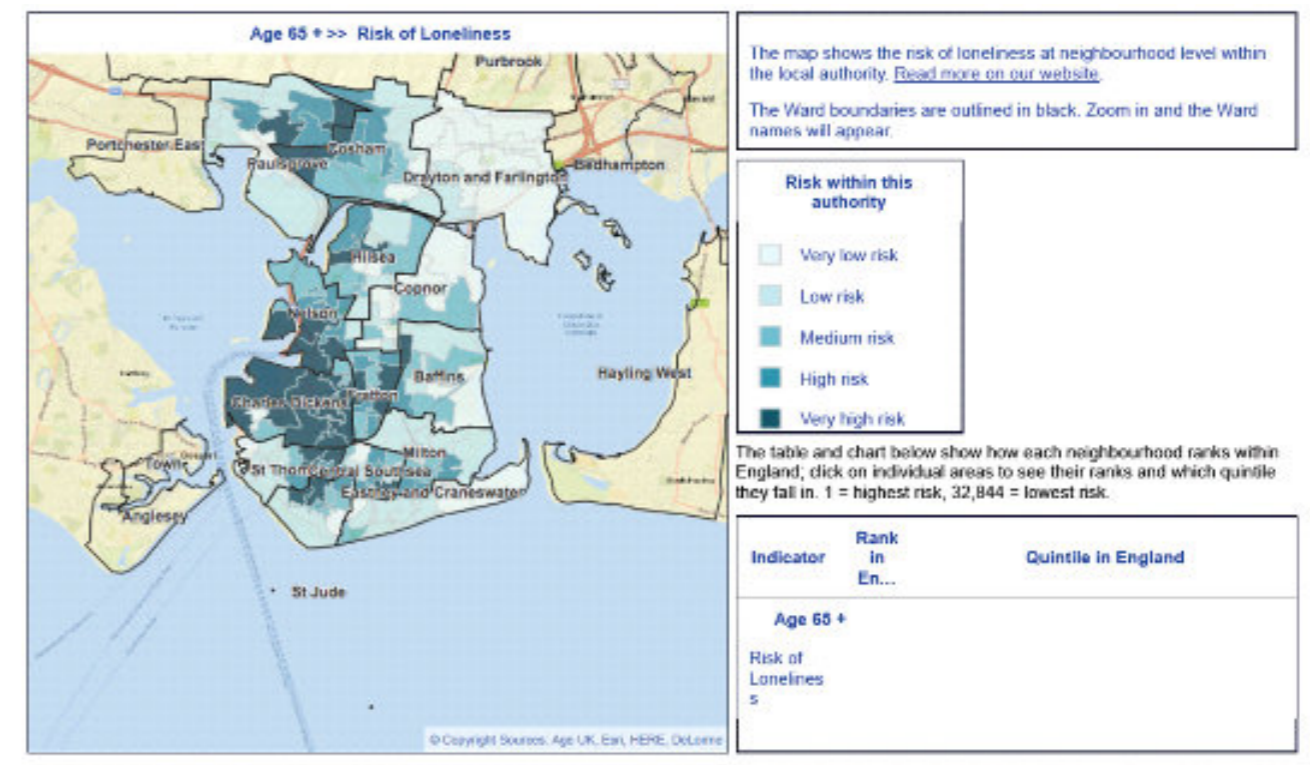 Age 65 + >> Risk of Loneliness
Purbrook
Portchester East
Paulsgrove
Cosham
Bedhampton
Drayton and Farlington
Hilsea
Copnor
Nelson
Baffins
Hayling West
Charles Dickens
Fratton
Milton
Town
St Thom
Central Southsea
Eastney and Craneswater
Anglesey
St Jude
© Copyright Sources: Age UK, Esri, HERE, DeLorme
The map shows the risk of loneliness at neighbourhood level within
the local authority. Read more on our website.
The Ward boundaries are outlined in black. Zoom in and the Ward
names will appear.
Risk within this
authority
Very low risk
Low risk
Medium risk
High risk
Very high risk
The table and chart below show how each neighbourhood ranks within
England; click on individual areas to see their ranks and which quintile
they fall in. 1 = highest risk, 32,844 = lowest risk.
Indicator
Rank
in
En...
Quintile in England
Age 65 +
Risk of
Lonelines
s